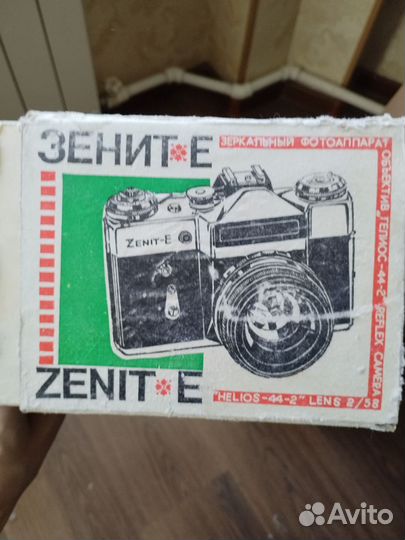 ЗЕНИТ Е
ЗЕРКАЛЬНЫЙ ФОТОАППАРАТ
ОБЪЕКТИВ "ГЕЛИОС-44-2" REFLEX CAMERA
ZENIT-E
ZENIT E
"HELIOS-44-2" LENS 2/58
Avito